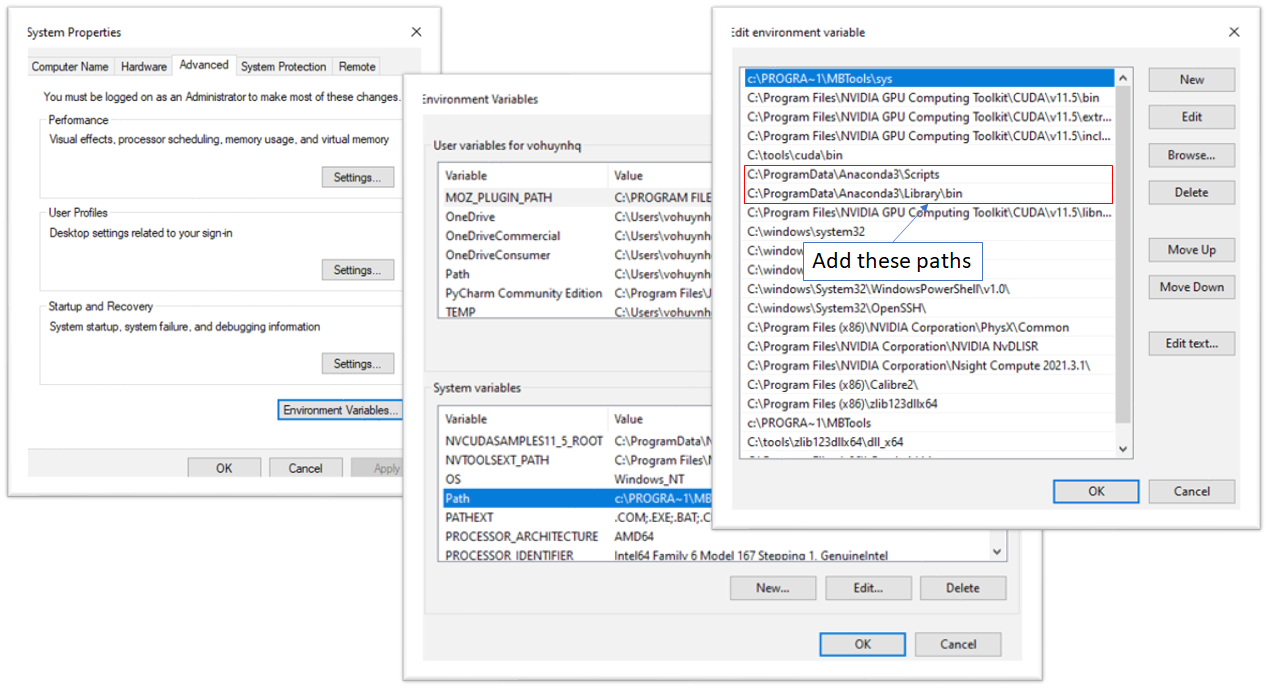 System Properties
Computer Name Hardware Advanced System Protection Remote
You must be logged on as an Administrator to make most of these changes.
Performance
Visual effects, processor scheduling, memory usage, and virtual memory
Settings...
User Profiles
Desktop settings related to your sign-in
Settings...
Startup and Recovery
System startup, system failure, and debugging information
Settings...
Environment Variables...
OK Cancel Apply
Environment Variables
User variables for vohuynhq
Variable Value
MOZ_PLUGIN_PATH C:\PROGRAM FILE
OneDrive C:\Users\vohuynh
OneDriveCommercial C:\Users\vohuynh
OneDriveConsumer C:\Users\vohuynh
Path C:\Users\vohuynh
PyCharm Community Edition C:\Program Files\J
TEMP C:\Users\vohuynh
System variables
Variable Value
NVCUDASAMPLES11_5_ROOT C:\ProgramData\N
NVTOOLSEXT_PATH C:\Program Files\N
OS Windows_NT
Path c:\PROGRA~1\MB
PATHEXT .COM;.EXE;.BAT;.C
PROCESSOR_ARCHITECTURE AMD64
PROCESSOR_IDENTIFIER Intel64 Family 6 Model 167 Stepping 1, GenuineIntel
New... Edit... Delete
OK Cancel
Edit environment variable
c:\PROGRA~1\MBTools\sys
C:\Program Files\NVIDIA GPU Computing Toolkit\CUDA\v11.5\bin
C:\Program Files\NVIDIA GPU Computing Toolkit\CUDA\v11.5\extr...
C:\Program Files\NVIDIA GPU Computing Toolkit\CUDA\v11.5\incl...
C:\tools\cuda\bin
C:\ProgramData\Anaconda3\Scripts
C:\ProgramData\Anaconda3\Library\bin
C:\Program Files\NVIDIA GPU Computing Toolkit\CUDA\v11.5\libn...
C:\windows\system32
C:\window
C:\window
Add these paths
C:\windows\System32\WindowsPowerShell\v1.0\
C:\windows\System32\OpenSSH\
C:\Program Files (x86)\NVIDIA Corporation\PhysX\Common
C:\Program Files\NVIDIA Corporation\NVIDIA NvDLISR
C:\Program Files\NVIDIA Corporation\Nsight Compute 2021.3.1\
C:\Program Files (x86)\Calibre2\
C:\Program Files (x86)\zlib123dllx64
c:\PROGRA~1\MBTools
C:\tools\zlib123dllx64\dll_x64
New
Edit
Browse...
Delete
Move Up
Move Down
Edit text...
OK Cancel